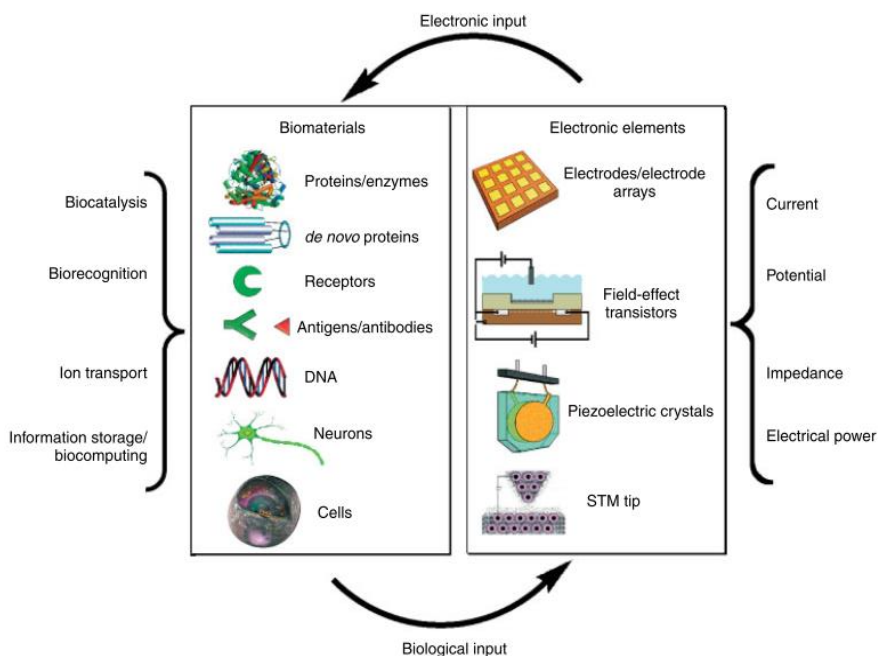 Electronic input
Biomaterials
Proteins/enzymes
de novo proteins
Receptors
Antigens/antibodies
DNA
Neurons
Cells
Electronic elements
Electrodes/electrode
arrays
Field-effect
transistors
Piezoelectric crystals
STM tip
Biocatalysis
Biorecognition
Ion transport
Information storage/
biocomputing
Current
Potential
Impedance
Electrical power
Biological input